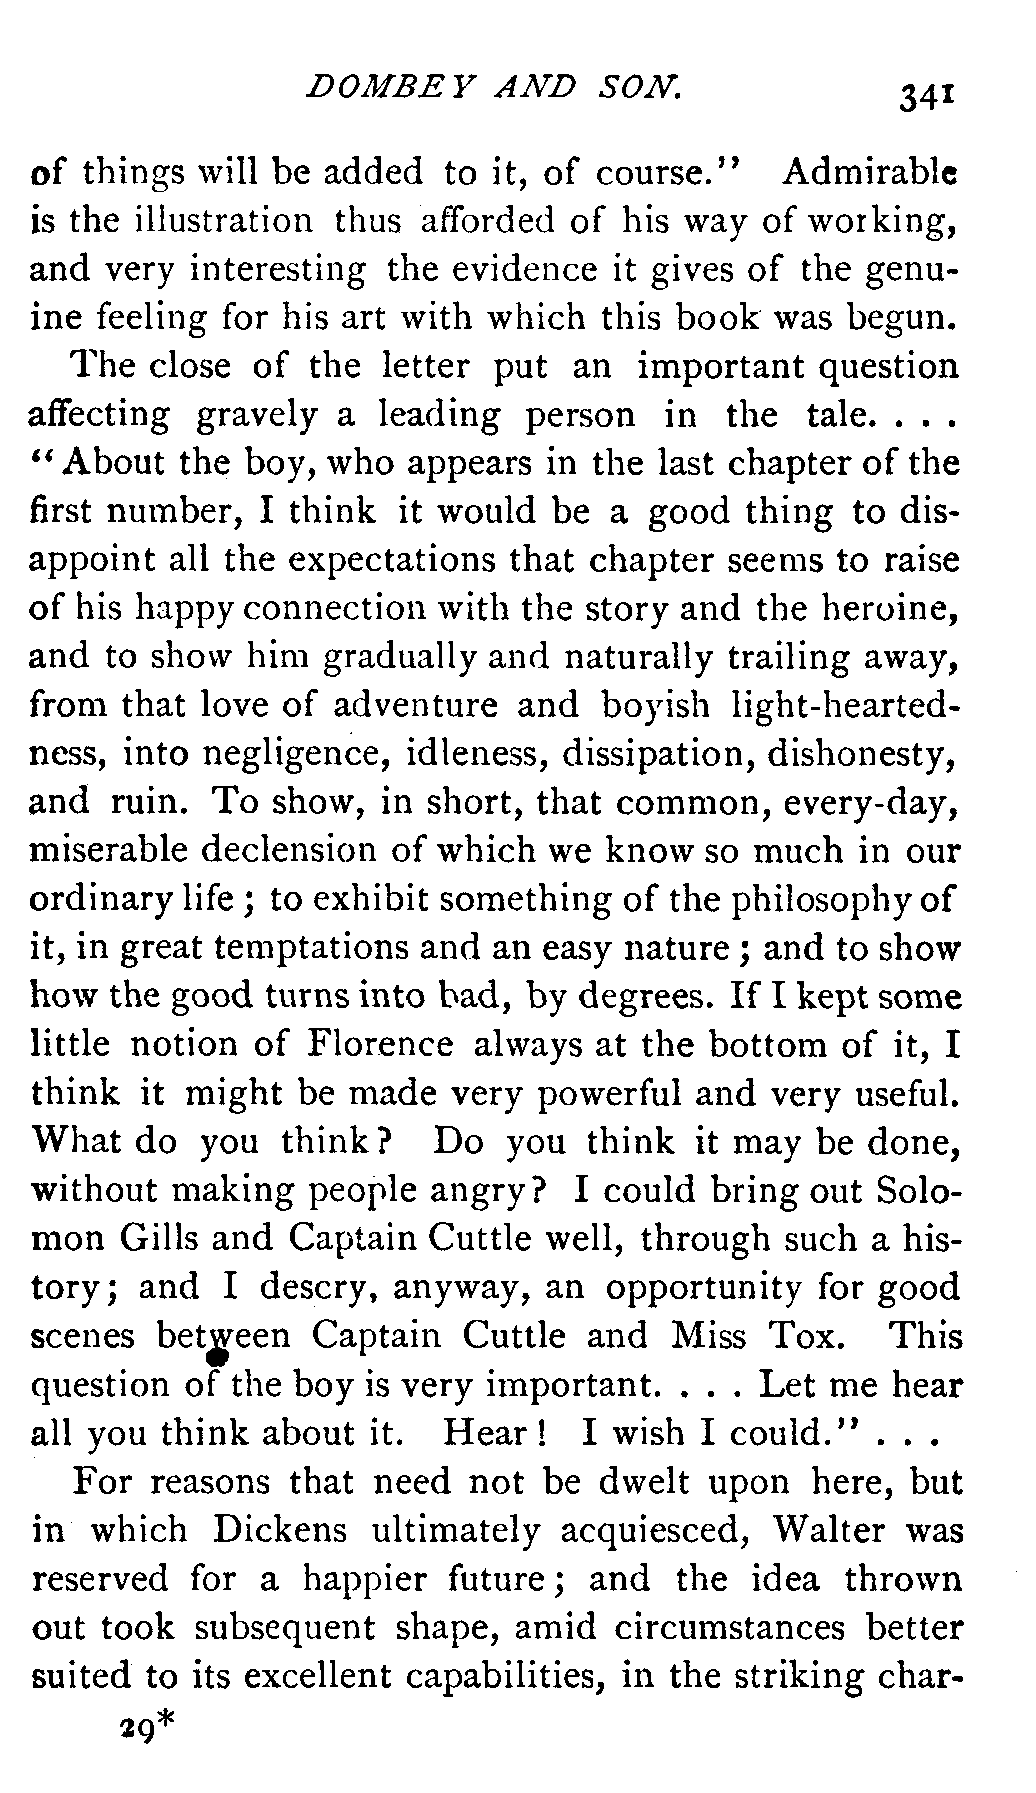 DOMBEY AND SON. 341
of things will be added to it, of course." Admirable
is the illustration thus afforded of his way of working,
and very interesting the evidence it gives of the genu-
ine feeling for his art with which this book was begun.
The close of the letter put an important question
affecting gravely a leading person in the tale. . . .
"About the boy, who appears in the last chapter of the
first number, I think it would be a good thing to dis-
appoint all the expectations that chapter seems to raise
of his happy connection with the story and the heroine,
and to show him gradually and naturally trailing away,
from that love of adventure and boyish light-hearted-
ness, into negligence, idleness, dissipation, dishonesty,
and ruin. To show, in short, that common, every-day,
miserable declension of which we know so much in our
ordinary life ; to exhibit something of the philosophy of
it, in great temptations and an easy nature ; and to show
how the good turns into bad, by degrees. If I kept some
little notion of Florence always at the bottom of it, I
think it might be made very powerful and very useful.
What do you think ? Do you think it may be done,
without making people angry ? I could bring out Solo-
mon Gills and Captain Cuttle well, through such a his-
tory ; and I descry, anyway, an opportunity for good
scenes between Captain Cuttle and Miss Tox. This
question of the boy is very important. . . . Let me hear
all you think about it. Hear ! I wish I could." . . .
For reasons that need not be dwelt upon here, but
in which Dickens ultimately acquiesced, Walter was
reserved for a happier future ; and the idea thrown
out took subsequent shape, amid circumstances better
suited to its excellent capabilities, in the striking char-
29*